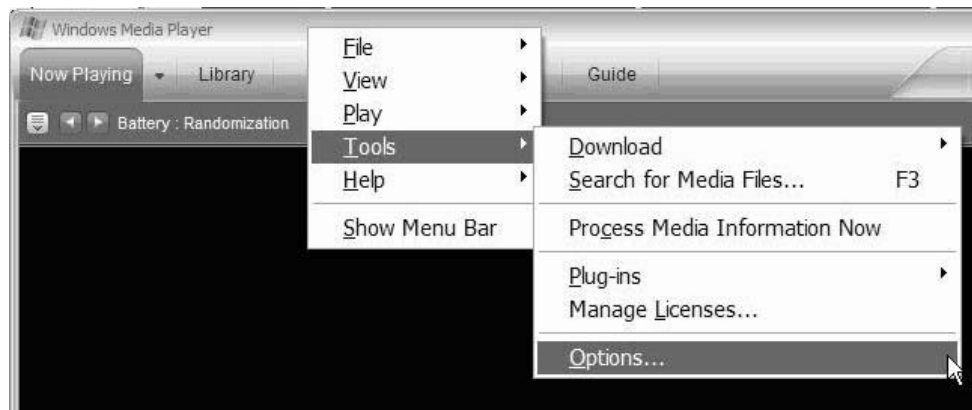 Windows Media Player
Now Playing Library Guide
Battery : Randomization
File
View
Play
Tools
Help
Show Menu Bar
Download
Search for Media Files... F3
Process Media Information Now
Plug-ins
Manage Licenses...
Options...